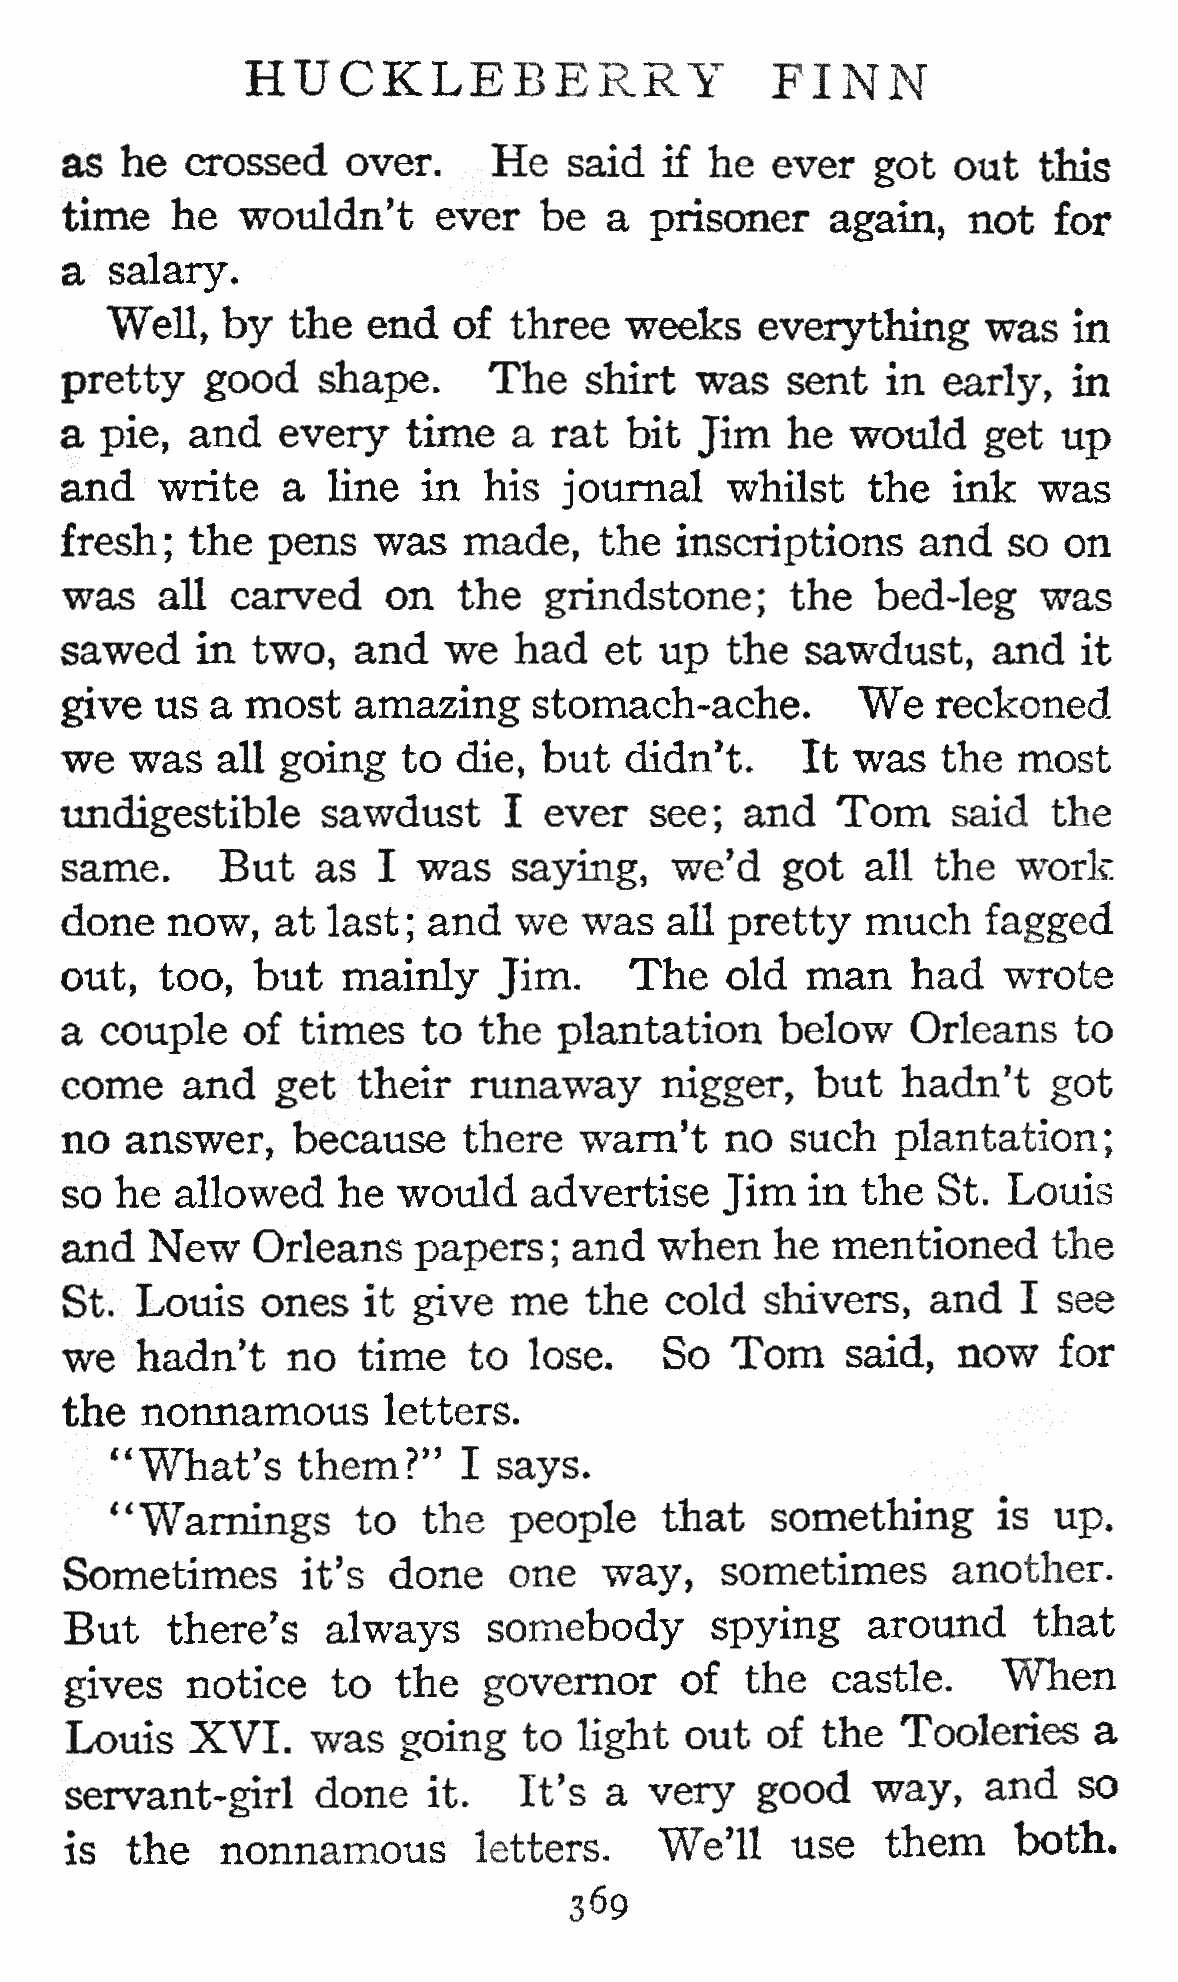 HUCKLEBERRY FINN
as he crossed over. He said if he ever got out this
time he wouldn't ever be a prisoner again, not for
a salary.
Well, by the end of three weeks everything was in
pretty good shape. The shirt was sent in early, in
a pie, and every time a rat bit Jim he would get up
and write a line in his journal whilst the ink was
fresh; the pens was made, the inscriptions and so on
was all carved on the grindstone; the bed-leg was
sawed in two, and we had et up the sawdust, and it
give us a most amazing stomach-ache. We reckoned
we was all going to die, but didn't. It was the most
undigestible sawdust I ever see; and Tom said the
same. But as I was saying, we'd got all the work
done now, at last; and we was all pretty much fagged
out, too, but mainly Jim. The old man had wrote
a couple of times to the plantation below Orleans to
come and get their runaway nigger, but hadn't got
no answer, because there warn't no such plantation;
so he allowed he would advertise Jim in the St. Louis
and New Orleans papers; and when he mentioned the
St. Louis ones it give me the cold shivers, and I see
we hadn't no time to lose. So Tom said, now for
the nonnamous letters.
"What's them?" I says.
"Warnings to the people that something is up.
Sometimes it's done one way, sometimes another.
But there's always somebody spying around that
gives notice to the governor of the castle. When
Louis XVI. was going to light out of the Tooleries a
servant-girl done it. It's a very good way, and so
is the nonnamous letters. We'll use them both.
369